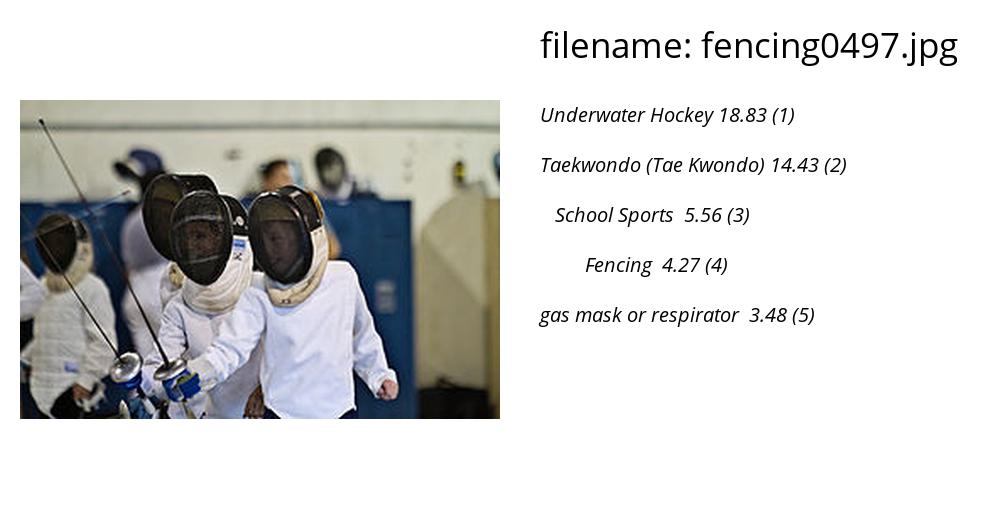 filename: fencing0497.jpg
Underwater Hockey 18.83 (1)
Taekwondo (Tae Kwondo) 14.43 (2)
School Sports 5.56 (3)
Fencing 4.27 (4)
gas mask or respirator 3.48 (5)